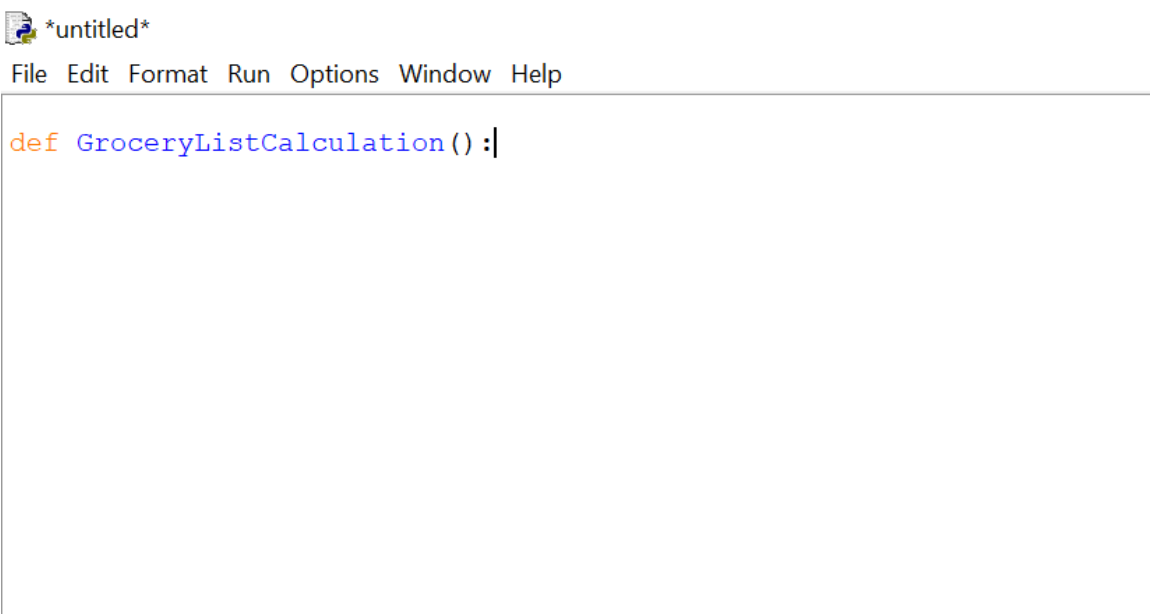 *untitled*
File Edit Format Run Options Window Help
def GroceryListCalculation():